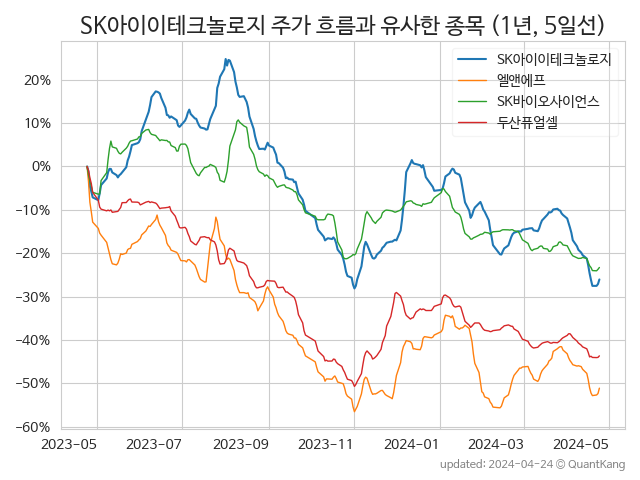 SK아이이테크놀로지 주가 흐름과 유사한 종목 (1년, 5일선)
SK아이이테크놀로지
엘앤에프
SK바이오사이언스
두산퓨얼셀
20%
10%
0%
−10%
−20%
−30%
−40%
−50%
−60%
2023-05 2023-07 2023-09 2023-11 2024-01 2024-03 2024-05
updated: 2024-04-24 © QuantKang